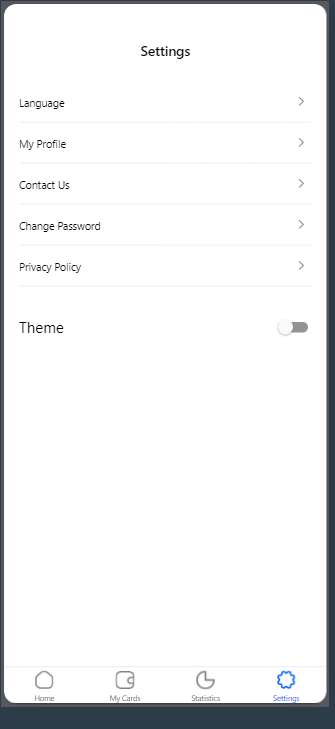 Settings
Language
My Profile
Contact Us
Change Password
Privacy Policy
Theme
Home
My Cards
Statistics
Settings